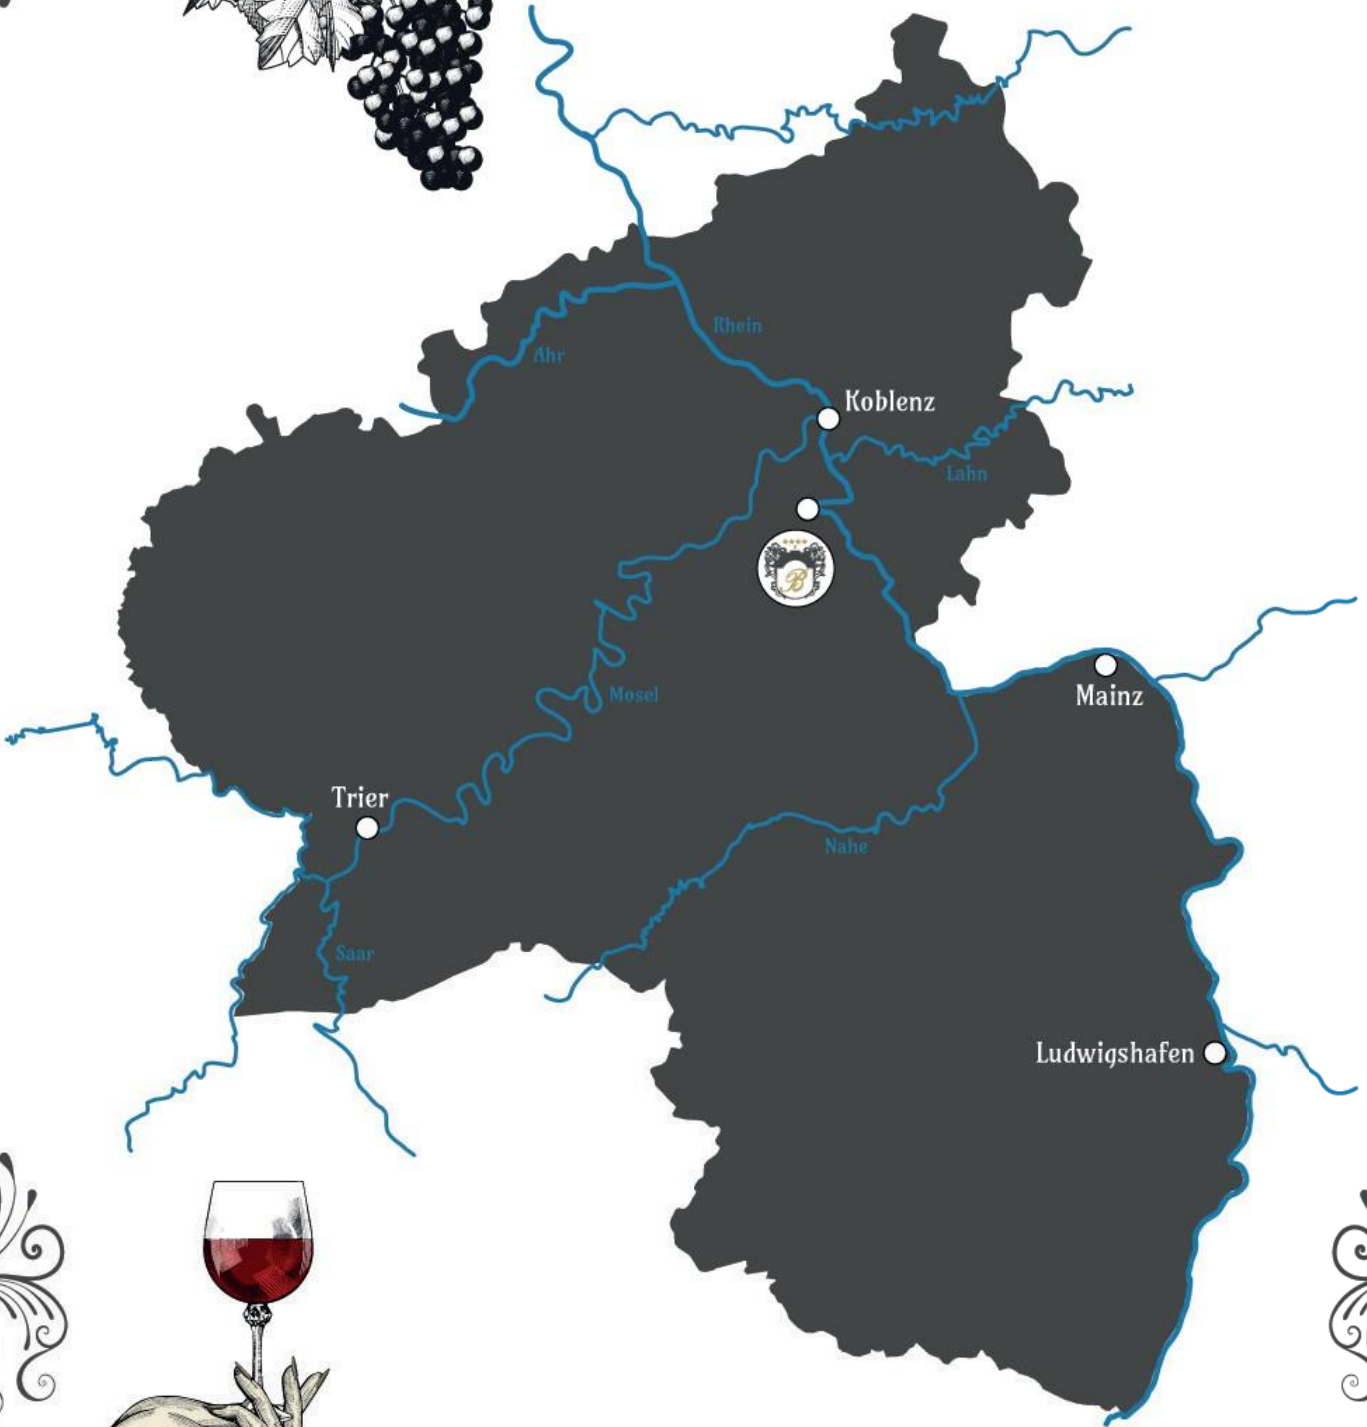 Rhein
Ahr
Koblenz
Lahn
B
Mosel
Mainz
Trier
Nahe
Saar
Ludwigshafen